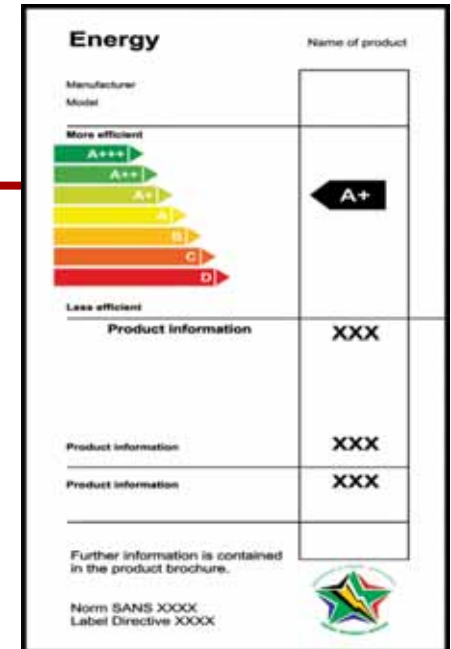 Energy
Name of product
Manufacturer
Model
More efficient
A+++
A++
A+
A+
A
B
C
D
Less efficient
Product information XXX
Product information XXX
Product information XXX
Further information is contained
in the product brochure.
Norm SANS XXXX
Label Directive XXXX